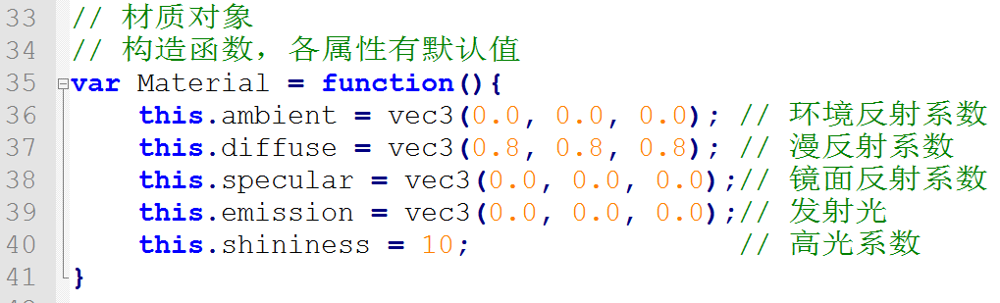 33 // 材质对象
34 // 构造函数，各属性有默认值
35 var Material = function(){
36 this.ambient = vec3(0.0, 0.0, 0.0); // 环境反射系数
37 this.diffuse = vec3(0.8, 0.8, 0.8); // 漫反射系数
38 this.specular = vec3(0.0, 0.0, 0.0);// 镜面反射系数
39 this.emission = vec3(0.0, 0.0, 0.0);// 发射光
40 this.shininess = 10; // 高光系数
41 }